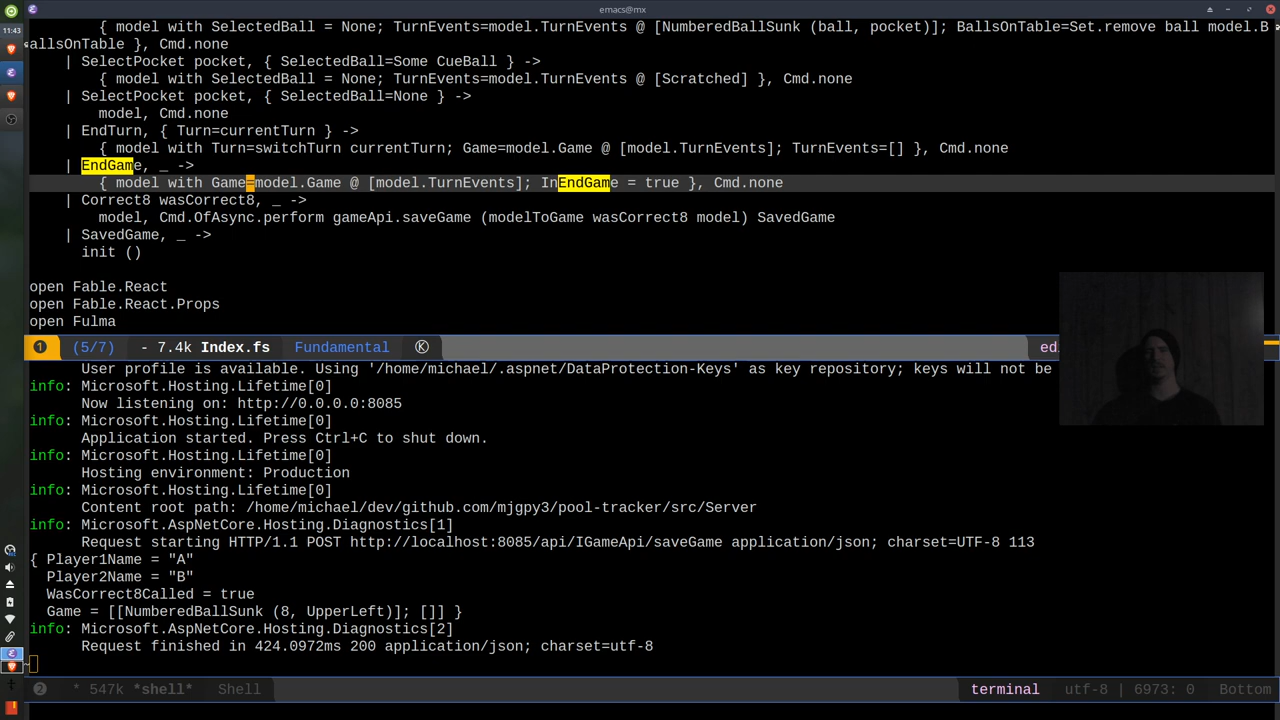 emacs@mx
11:43
{ model with SelectedBall = None; TurnEvents=model.TurnEvents @ [NumberedBallSunk (ball, pocket)]; BallsOnTable=Set.remove ball model.B
allsOnTable }, Cmd.none
| SelectPocket pocket, { SelectedBall=Some CueBall } ->
{ model with SelectedBall = None; TurnEvents=model.TurnEvents @ [Scratched] }, Cmd.none
| SelectPocket pocket, { SelectedBall=None } ->
model, Cmd.none
| EndTurn, { Turn=currentTurn } ->
{ model with Turn=switchTurn currentTurn; Game=model.Game @ [model.TurnEvents]; TurnEvents=[] }, Cmd.none
| EndGame, _ ->
{ model with Game=model.Game @ [model.TurnEvents]; InEndGame = true }, Cmd.none
| Correct8 wasCorrect8, _ ->
model, Cmd.OfAsync.perform gameApi.saveGame (modelToGame wasCorrect8 model) SavedGame
| SavedGame, _ ->
init ()
open Fable.React
open Fable.React.Props
open Fulma
1 (5/7) - 7.4k Index.fs Fundamental K ed
User profile is available. Using '/home/michael/.aspnet/DataProtection-Keys' as key repository; keys will not be
info: Microsoft.Hosting.Lifetime[0]
Now listening on: http://0.0.0.0:8085
info: Microsoft.Hosting.Lifetime[0]
Application started. Press Ctrl+C to shut down.
info: Microsoft.Hosting.Lifetime[0]
Hosting environment: Production
info: Microsoft.Hosting.Lifetime[0]
Content root path: /home/michael/dev/github.com/mjgpy3/pool-tracker/src/Server
info: Microsoft.AspNetCore.Hosting.Diagnostics[1]
Request starting HTTP/1.1 POST http://localhost:8085/api/IGameApi/saveGame application/json; charset=UTF-8 113
{ Player1Name = "A"
Player2Name = "B"
WasCorrect8Called = true
Game = [[NumberedBallSunk (8, UpperLeft)]; []] }
info: Microsoft.AspNetCore.Hosting.Diagnostics[2]
Request finished in 424.0972ms 200 application/json; charset=utf-8
2 * 547k *shell* Shell terminal utf-8 | 6973: 0 Bottom